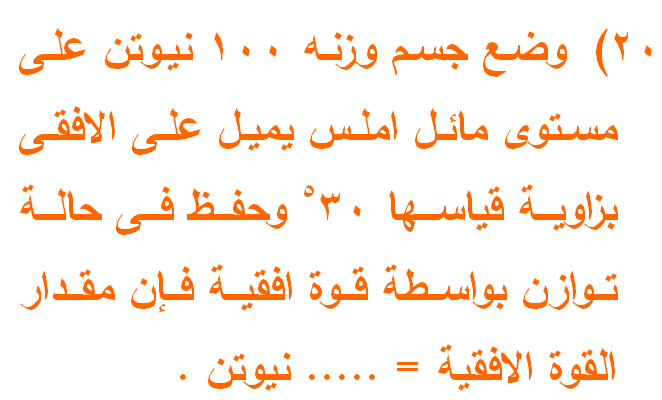 ٢٠) وضع جسم وزنه ١٠٠ نيوتن على
مستوى مائل املس يميل على الافقى
بزاوية قياسها ٣٠° وحفظ فى حالة
توازن بواسطة قوة افقية فإن مقدار
القوة الافقية = ..... نيوتن .